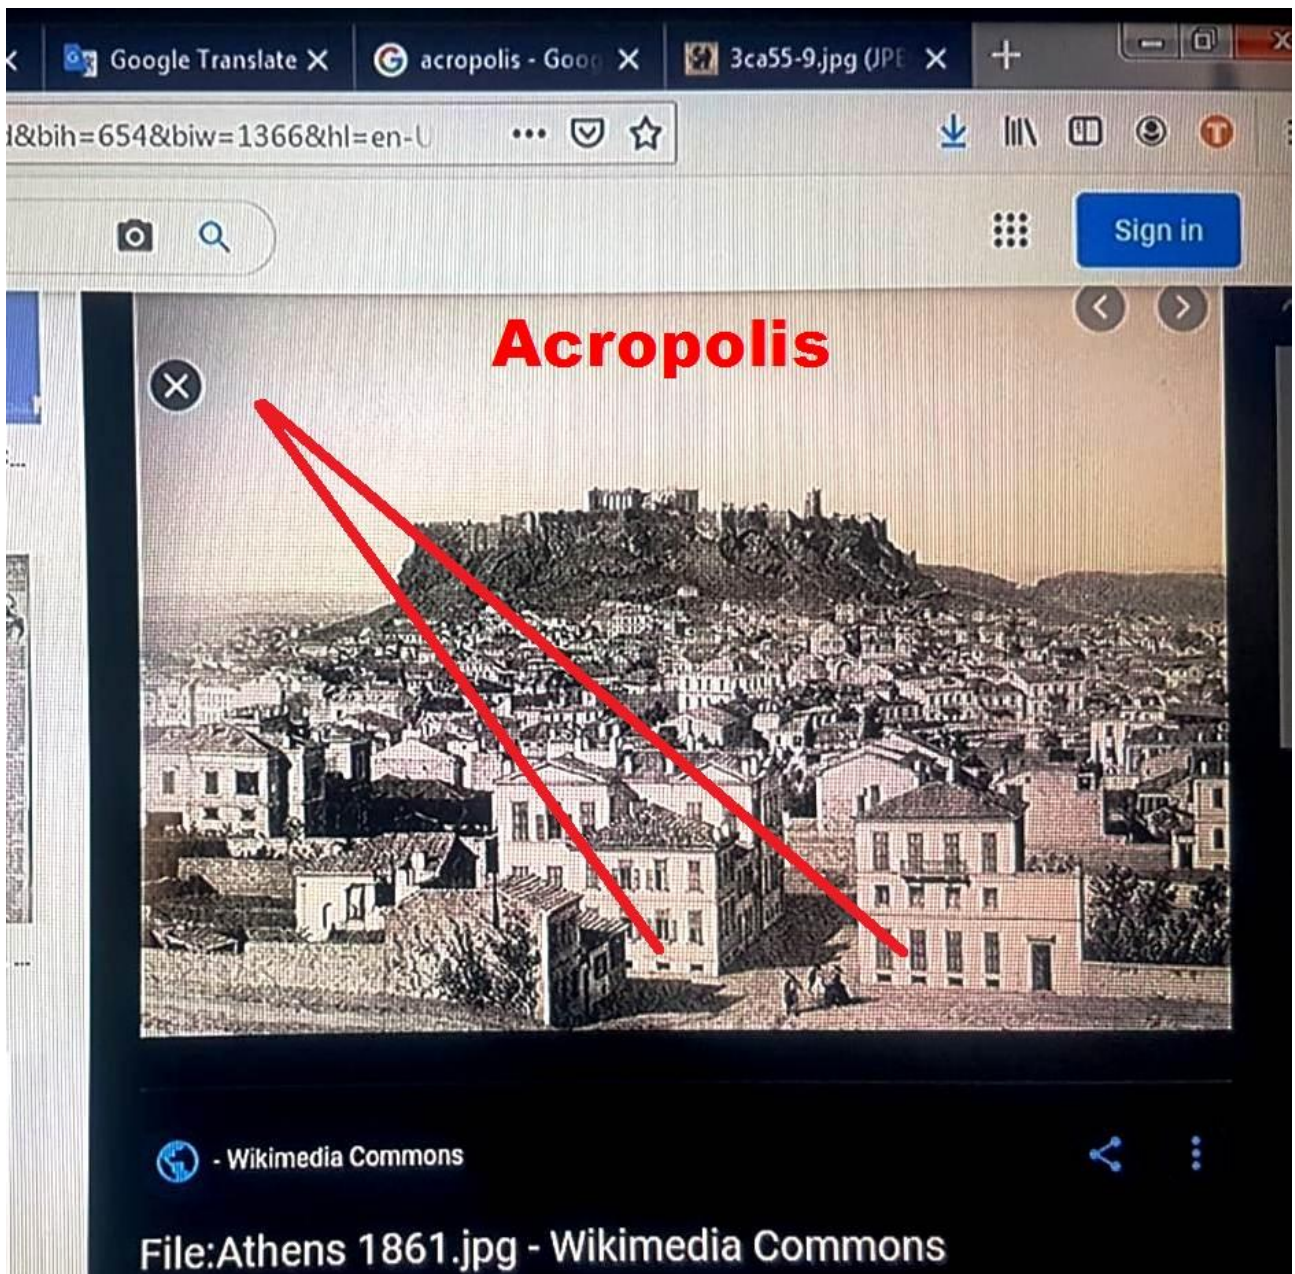 Google Translate
acropolis - Goo
3ca55-9.jpg (JPE
d&bih=654&biw=1366&hl=en-U
Sign in
Acropolis
- Wikimedia Commons
File:Athens 1861.jpg - Wikimedia Commons